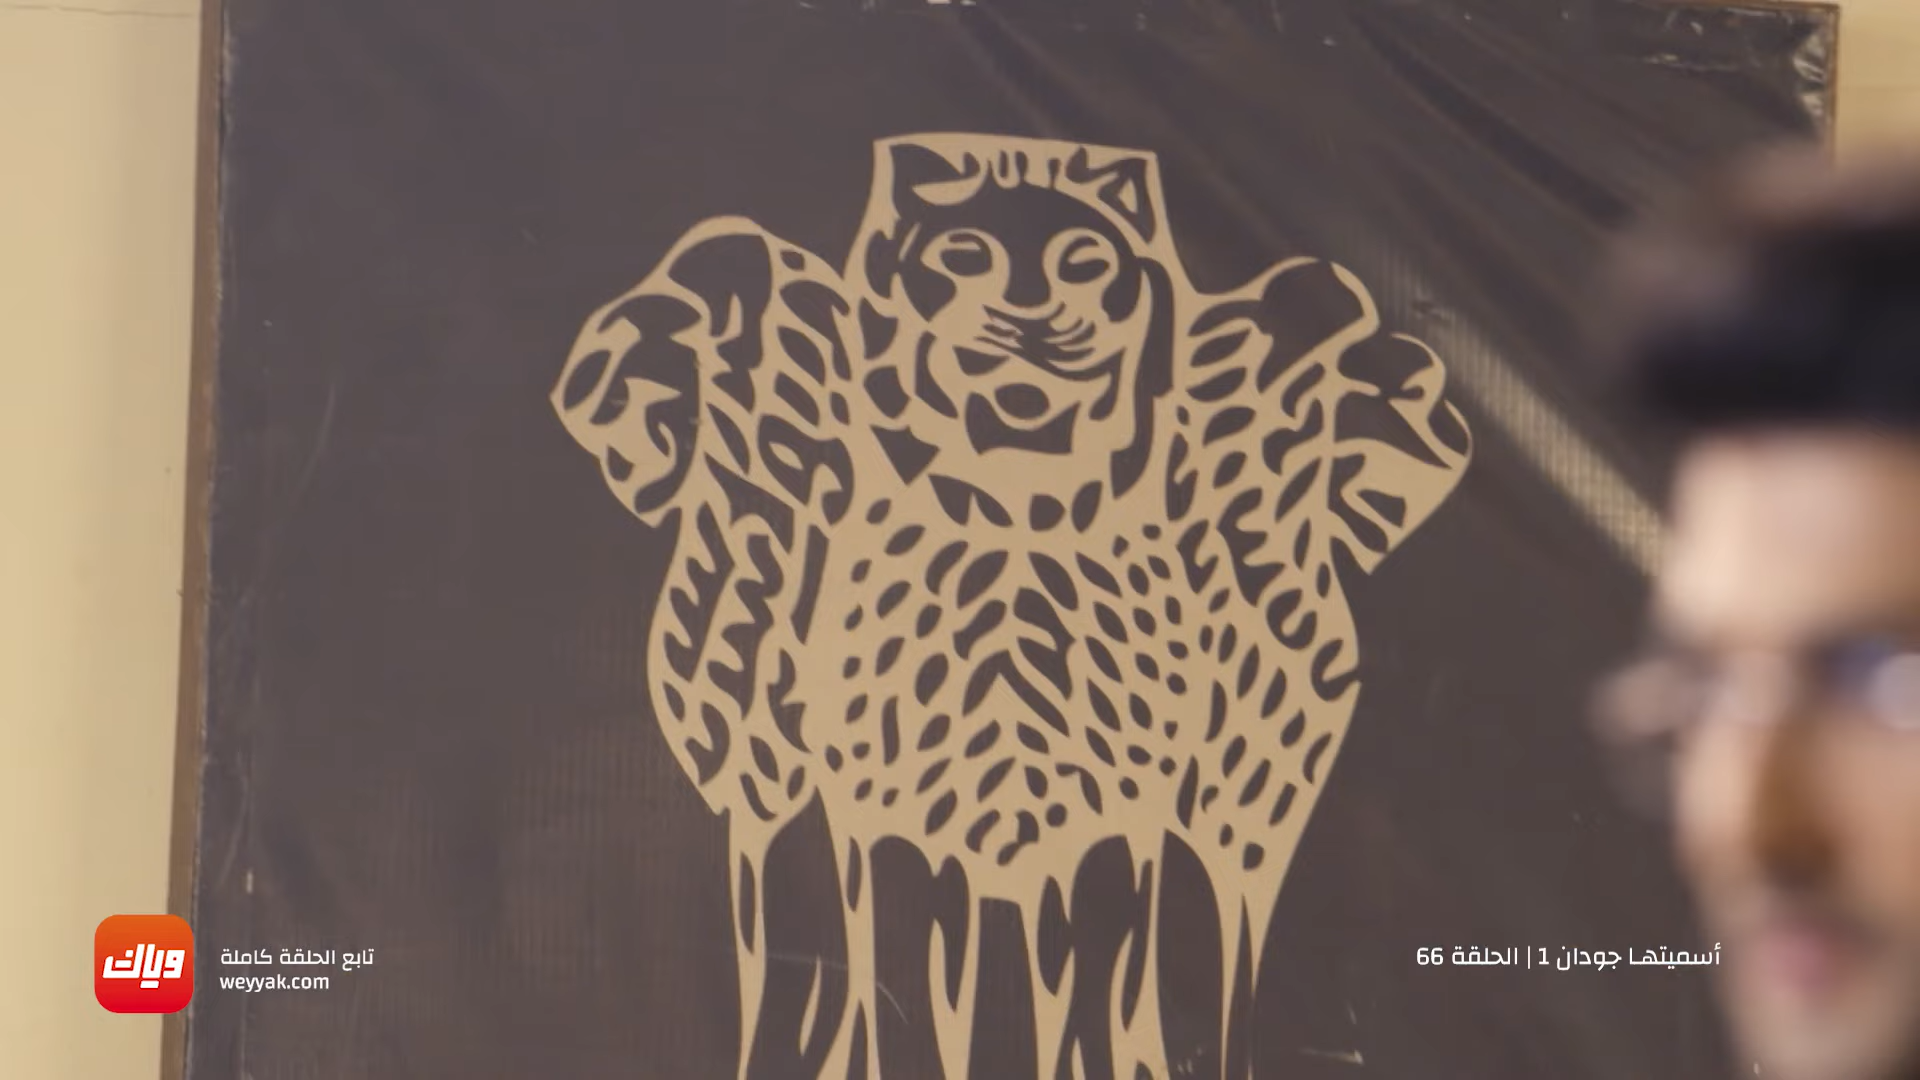 وياك
تابع الحلقة كاملة
weyyak.com
أسميتها جودان 1 | الحلقة 66